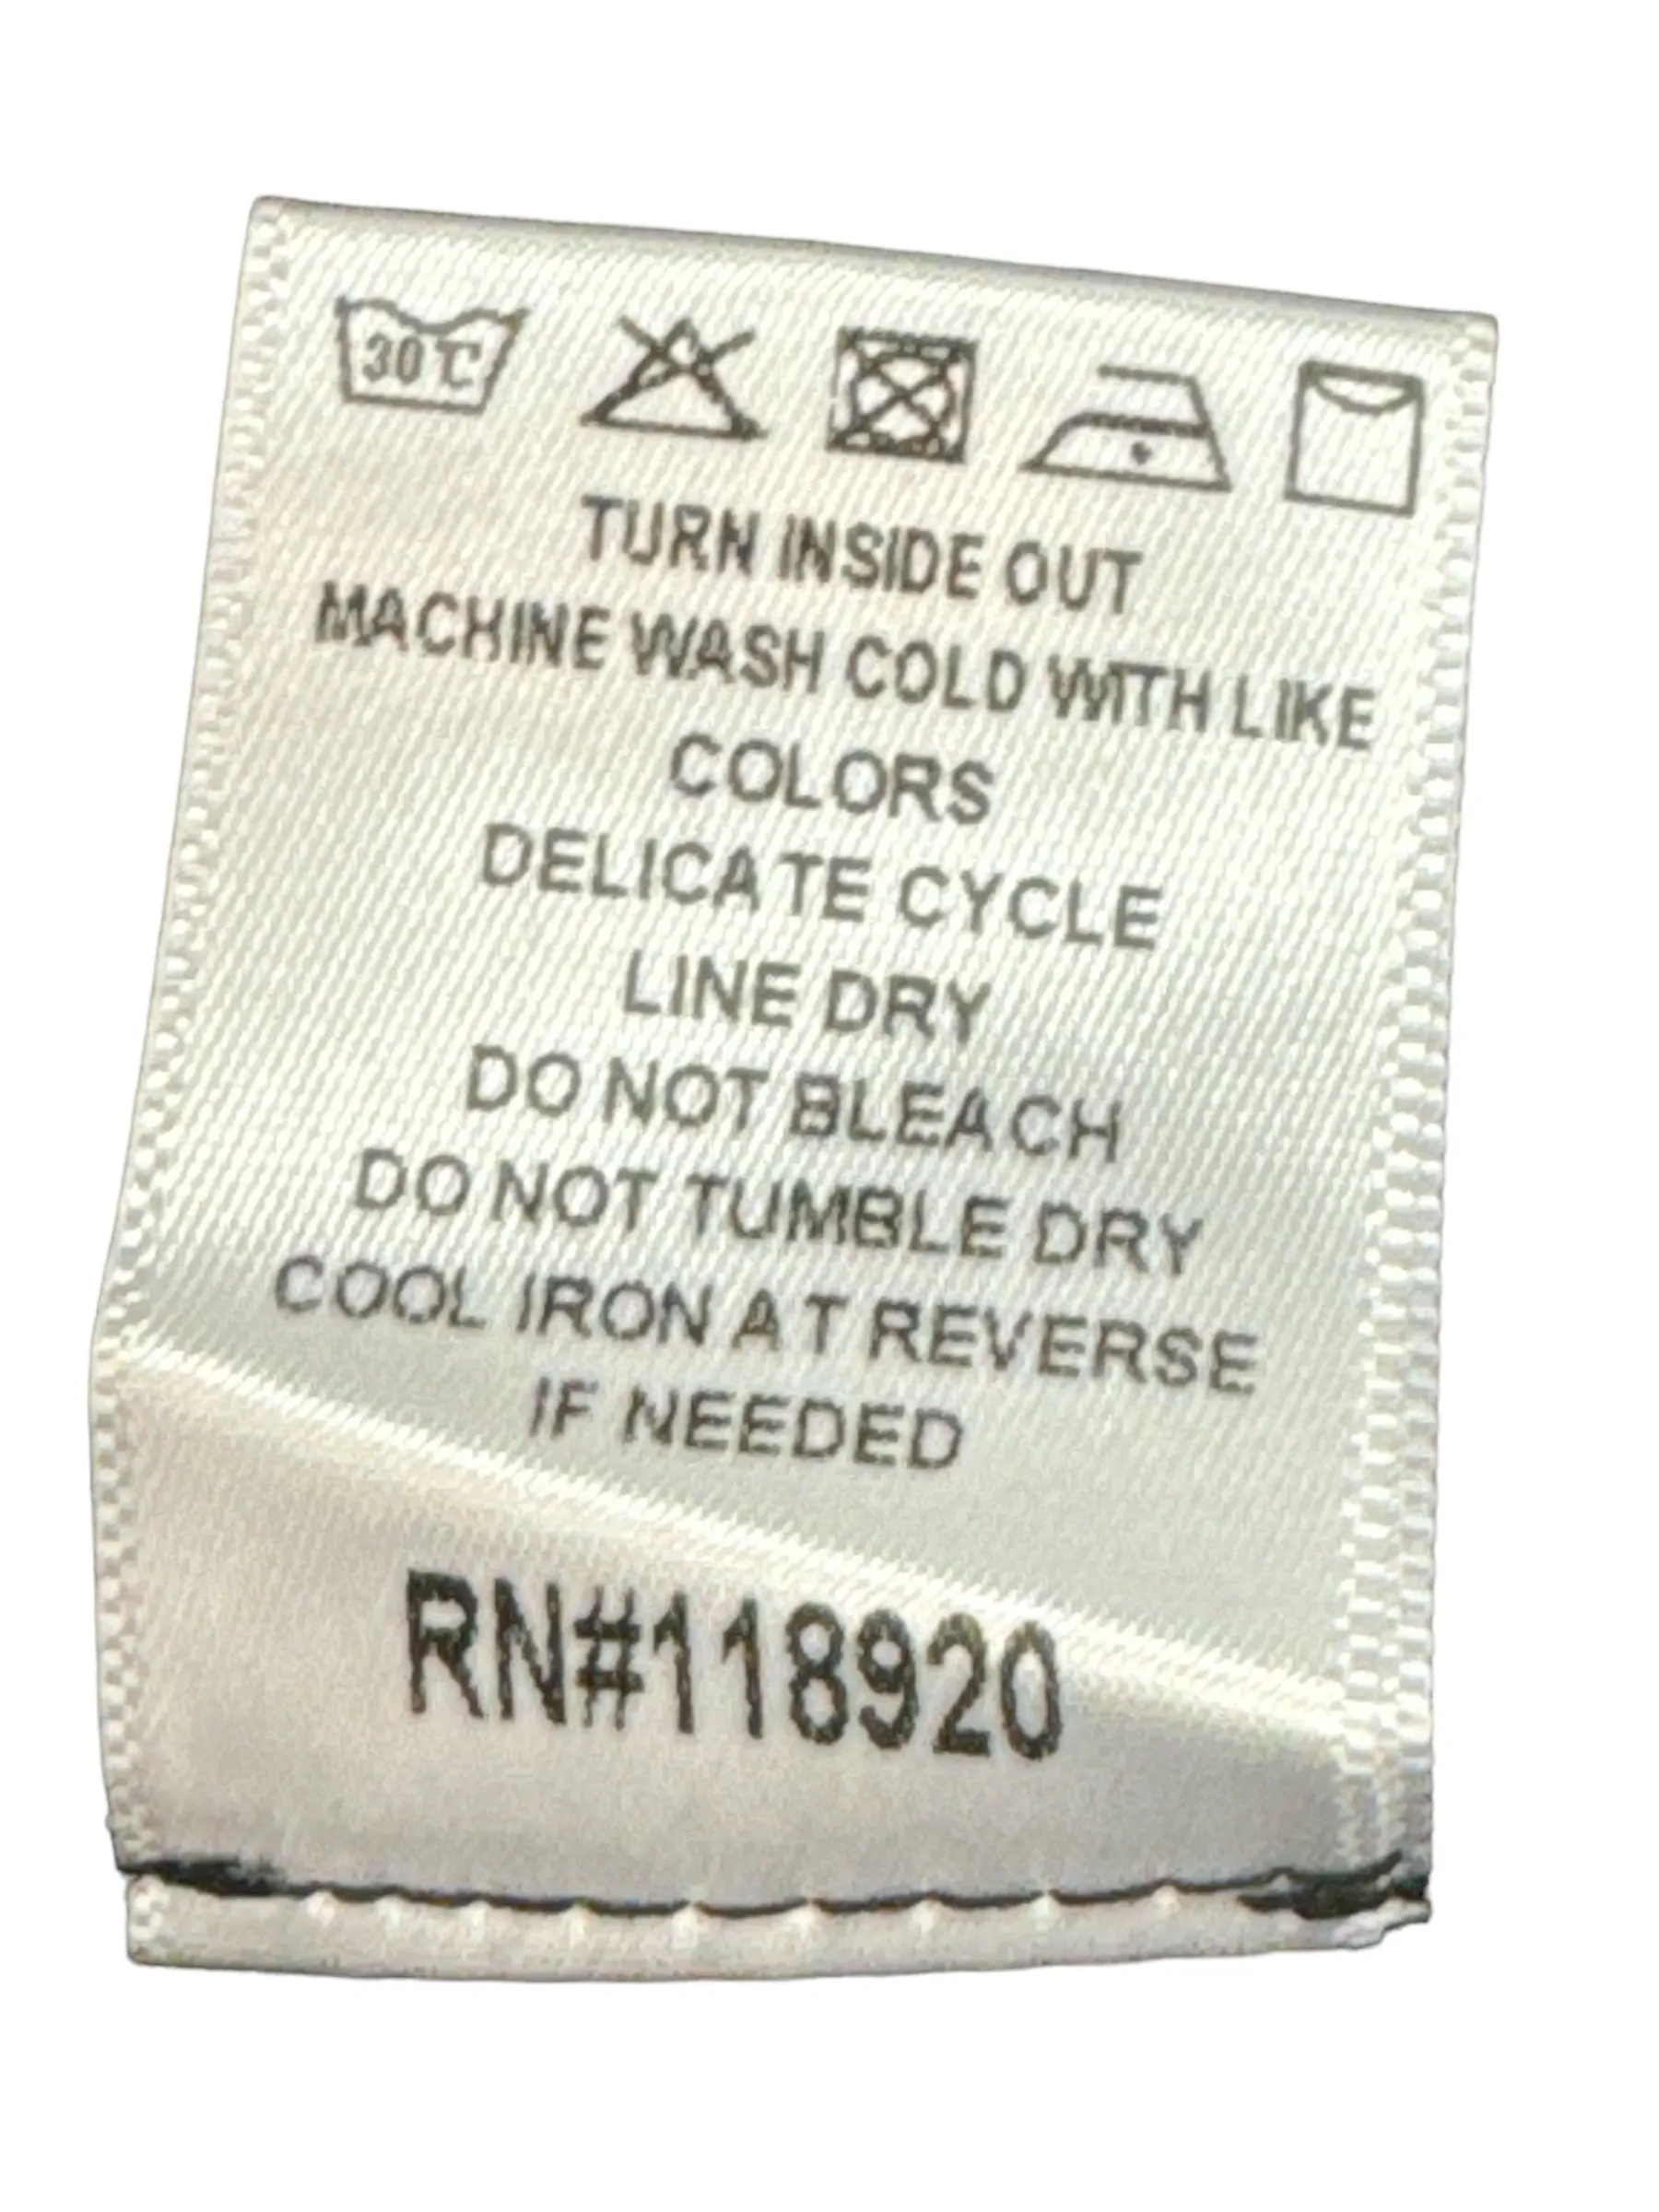 30℃
TURN INSIDE OUT
MACHINE WASH COLD WITH LIKE
COLORS
DELICATE CYCLE
LINE DRY
DO NOT BLEACH
DO NOT TUMBLE DRY
COOL IRON AT REVERSE
IF NEEDED
RN#118920